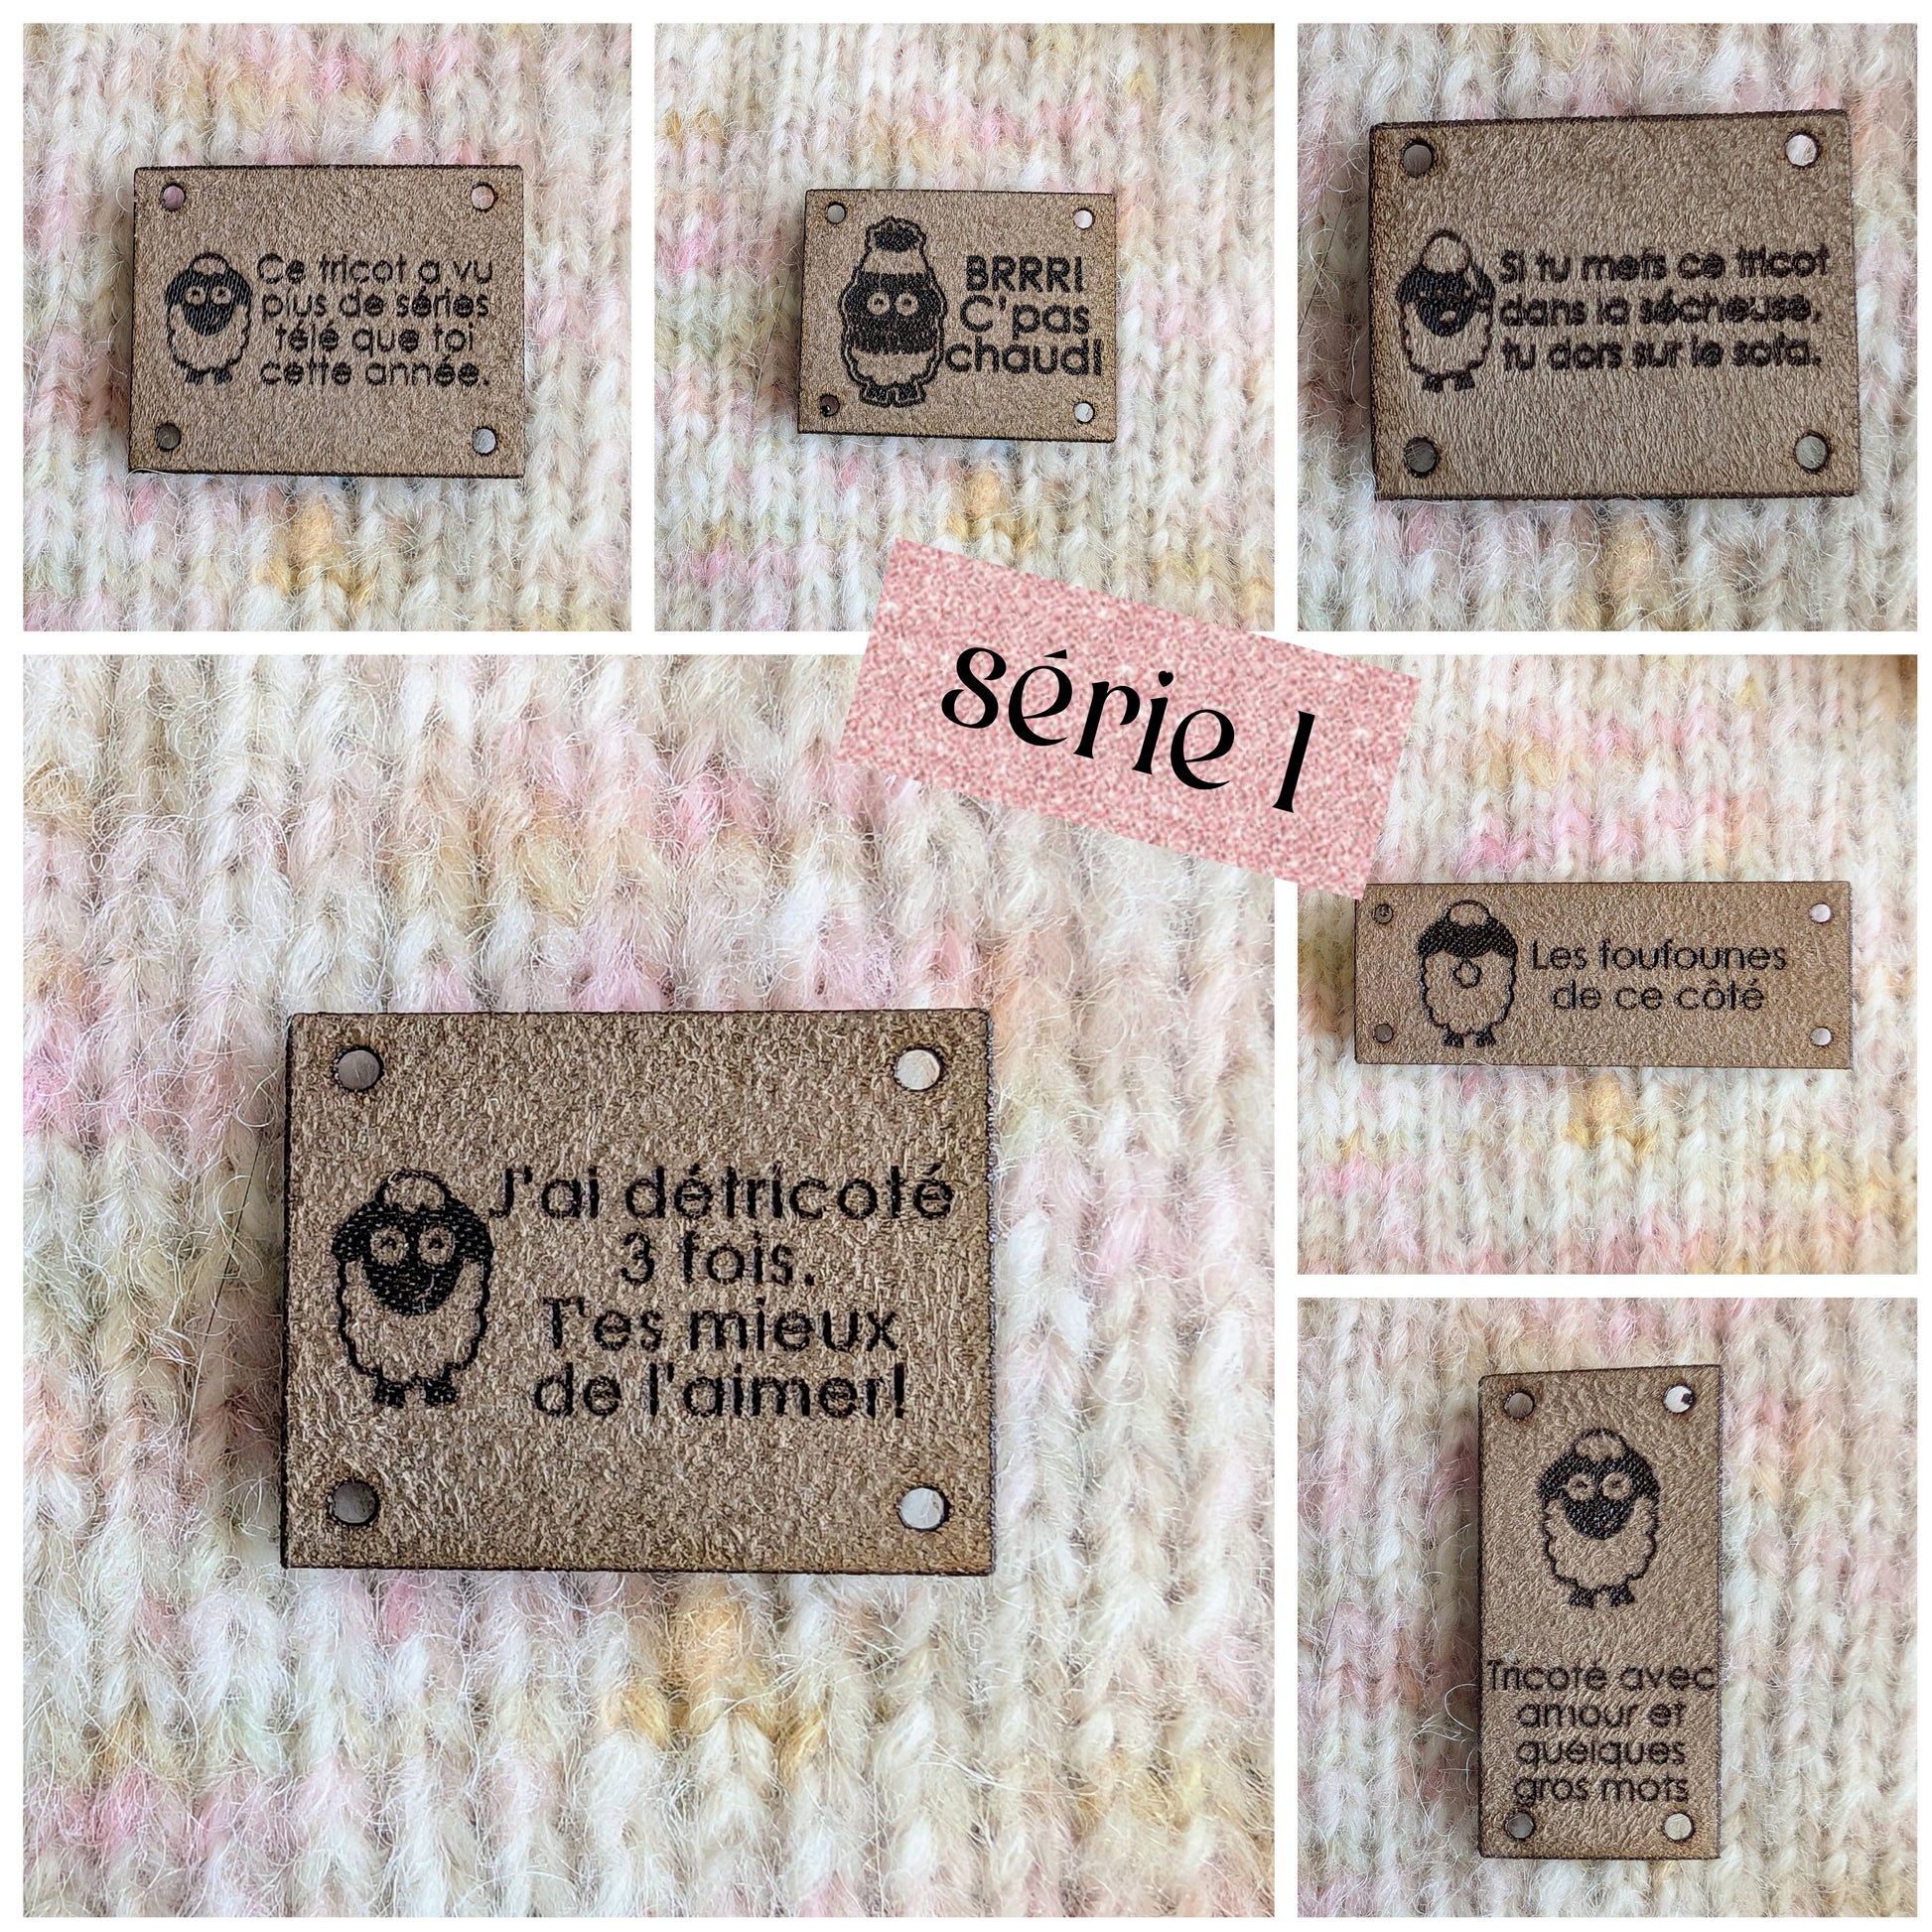 Ce tricot a vu
plus de séries
télé que toi
cette année.
BRRR!
C'pas
chaud!
Si tu mets ce tricot
dans la sécheuse,
tu dors sur le sofa.
série 1
J'ai détricoté
3 fois.
T'es mieux
de l'aimer!
Les foufounes
de ce côté
Tricoté avec
amour et
quelques
gros mots